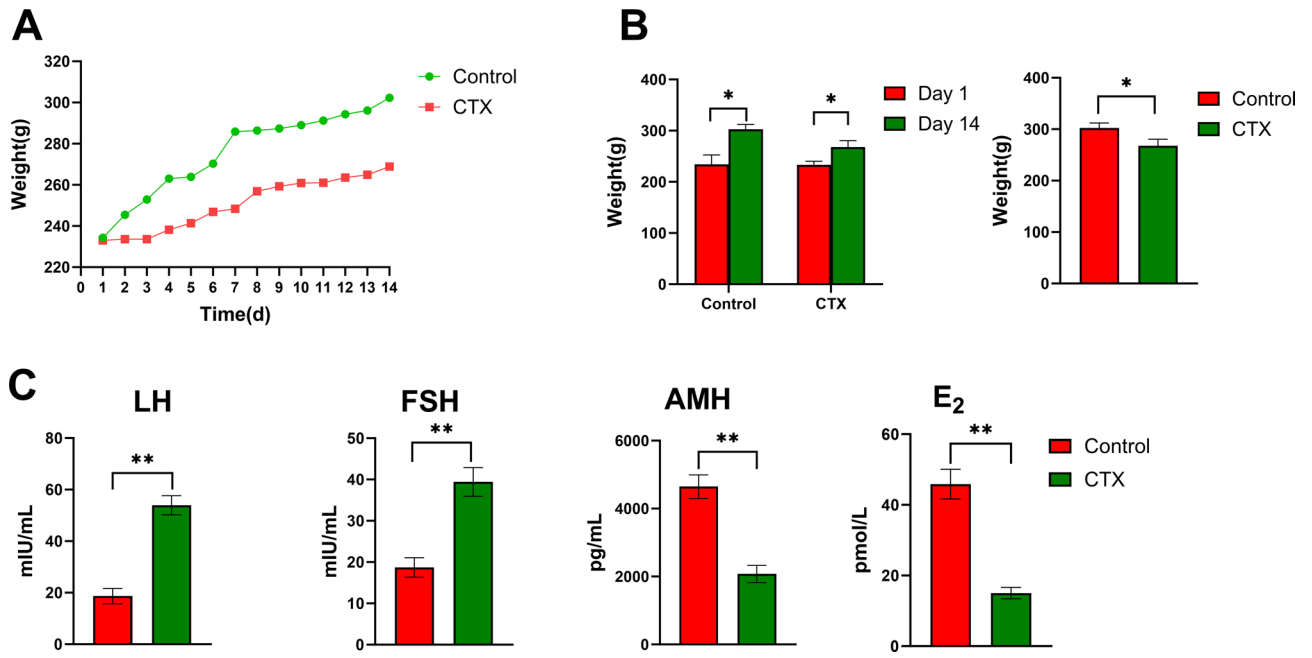 A
320
300
280
260
240
220
Weight(g)
0 1 2 3 4 5 6 7 8 9 10 11 12 13 14
Time(d)
Control
CTX
B
400
300
200
100
0
Weight(g)
*
*
Control CTX
Day 1
Day 14
400
300
200
100
0
Weight(g)
*
Control
CTX
C
LH
80
60
40
20
0
mIU/mL
**
FSH
50
40
30
20
10
0
mIU/mL
**
AMH
6000
4000
2000
0
pg/mL
**
E₂
60
40
20
0
pmol/L
**
Control
CTX